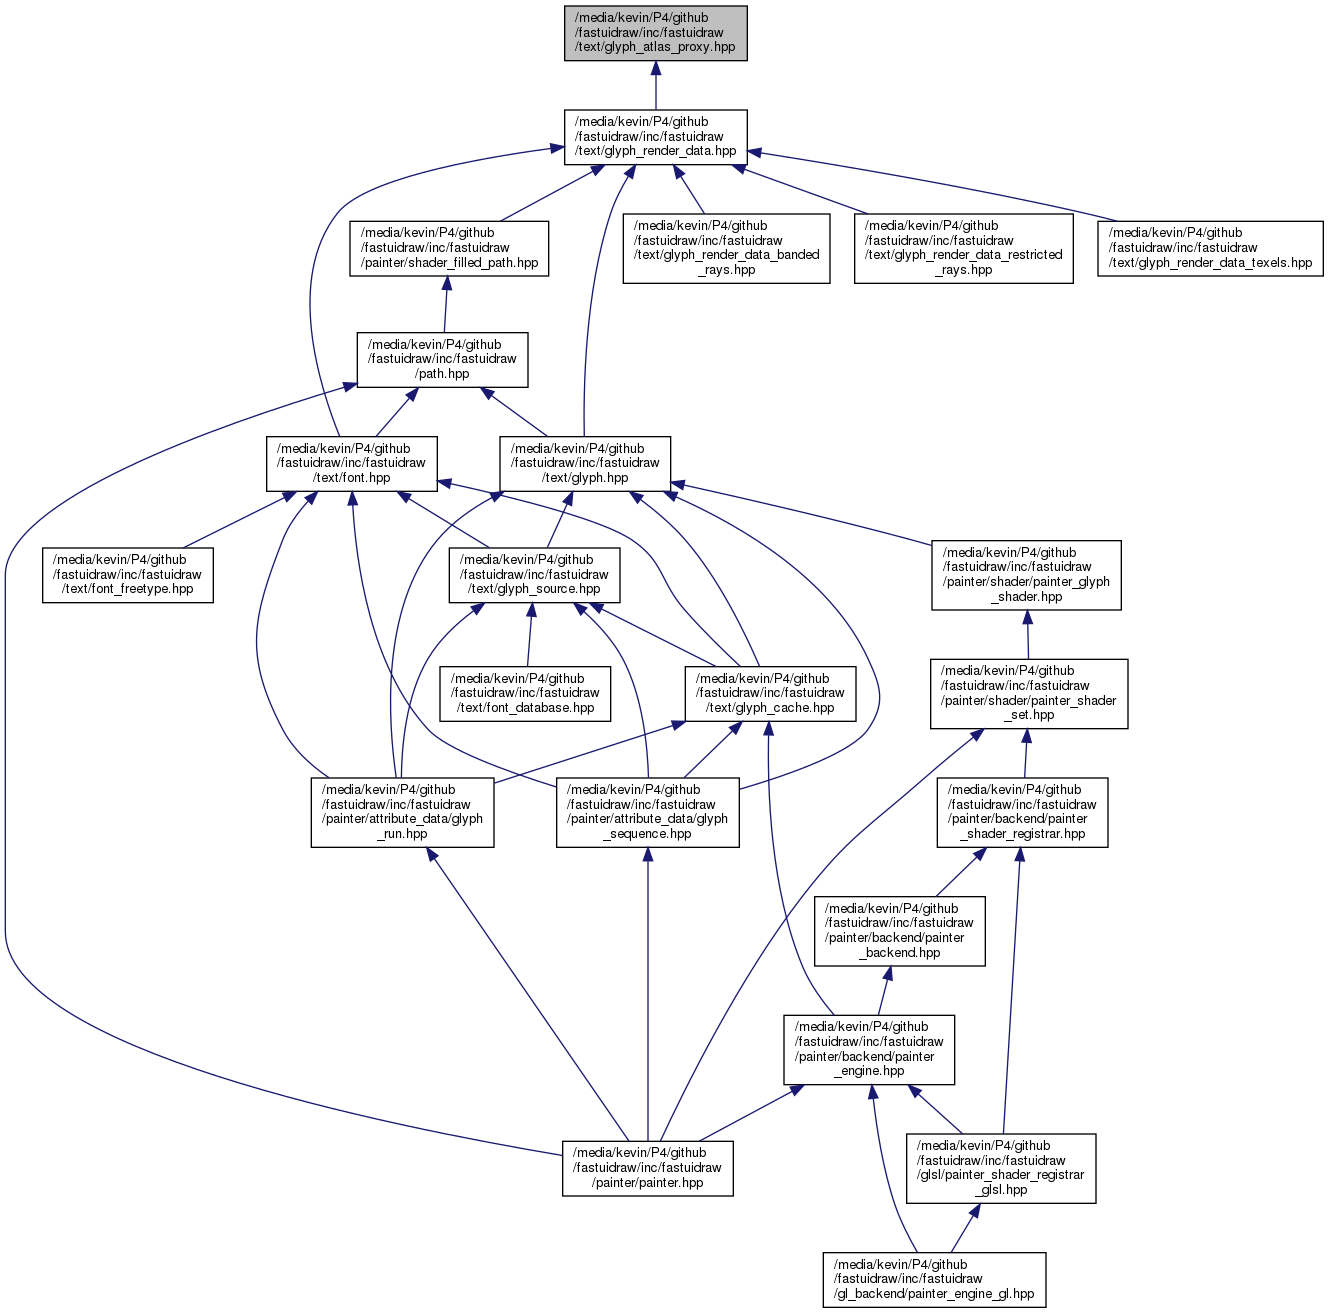 /media/kevin/P4/github
/fastuidraw/inc/fastuidraw
/text/glyph_atlas_proxy.hpp
/media/kevin/P4/github
/fastuidraw/inc/fastuidraw
/text/glyph_render_data.hpp
/media/kevin/P4/github
/fastuidraw/inc/fastuidraw
/painter/shader_filled_path.hpp
/media/kevin/P4/github
/fastuidraw/inc/fastuidraw
/text/glyph_render_data_banded
_rays.hpp
/media/kevin/P4/github
/fastuidraw/inc/fastuidraw
/text/glyph_render_data_restricted
_rays.hpp
/media/kevin/P4/github
/fastuidraw/inc/fastuidraw
/text/glyph_render_data_texels.hpp
/media/kevin/P4/github
/fastuidraw/inc/fastuidraw
/path.hpp
/media/kevin/P4/github
/fastuidraw/inc/fastuidraw
/text/font.hpp
/media/kevin/P4/github
/fastuidraw/inc/fastuidraw
/text/glyph.hpp
/media/kevin/P4/github
/fastuidraw/inc/fastuidraw
/text/font_freetype.hpp
/media/kevin/P4/github
/fastuidraw/inc/fastuidraw
/text/glyph_source.hpp
/media/kevin/P4/github
/fastuidraw/inc/fastuidraw
/painter/shader/painter_glyph
_shader.hpp
/media/kevin/P4/github
/fastuidraw/inc/fastuidraw
/text/font_database.hpp
/media/kevin/P4/github
/fastuidraw/inc/fastuidraw
/text/glyph_cache.hpp
/media/kevin/P4/github
/fastuidraw/inc/fastuidraw
/painter/shader/painter_shader
_set.hpp
/media/kevin/P4/github
/fastuidraw/inc/fastuidraw
/painter/attribute_data/glyph
_run.hpp
/media/kevin/P4/github
/fastuidraw/inc/fastuidraw
/painter/attribute_data/glyph
_sequence.hpp
/media/kevin/P4/github
/fastuidraw/inc/fastuidraw
/painter/backend/painter
_shader_registrar.hpp
/media/kevin/P4/github
/fastuidraw/inc/fastuidraw
/painter/backend/painter
_backend.hpp
/media/kevin/P4/github
/fastuidraw/inc/fastuidraw
/painter/backend/painter
_engine.hpp
/media/kevin/P4/github
/fastuidraw/inc/fastuidraw
/painter/painter.hpp
/media/kevin/P4/github
/fastuidraw/inc/fastuidraw
/glsl/painter_shader_registrar
_glsl.hpp
/media/kevin/P4/github
/fastuidraw/inc/fastuidraw
/gl_backend/painter_engine_gl.hpp